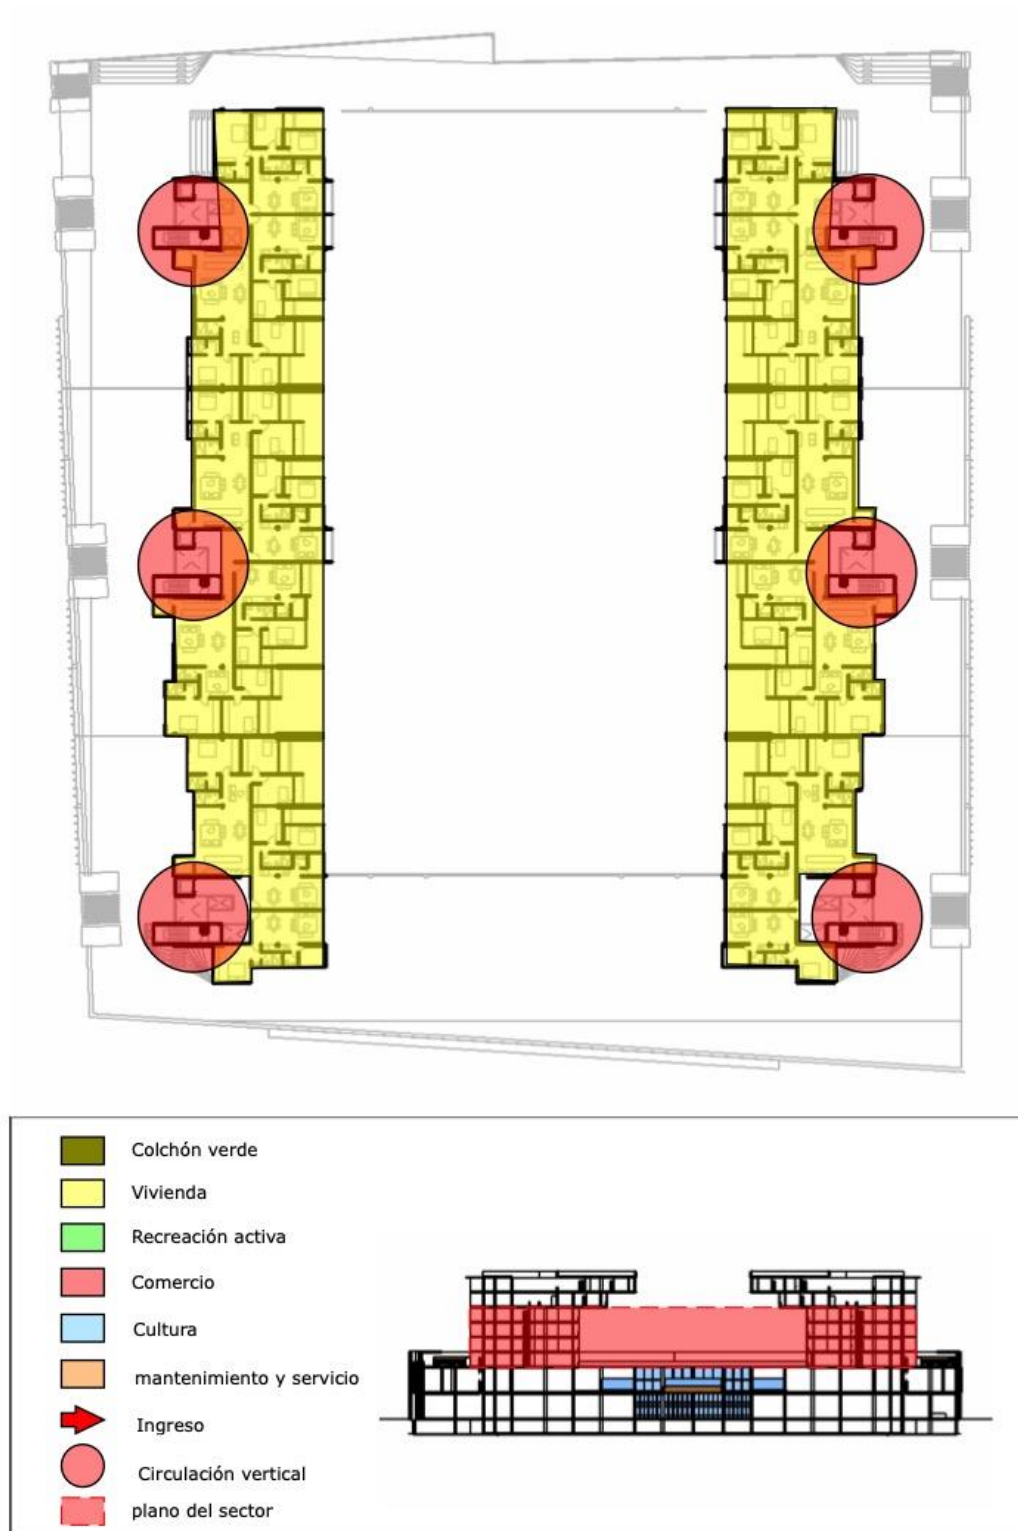 Colchón verde
Vivienda
Recreación activa
Comercio
Cultura
mantenimiento y servicio
Ingreso
Circulación vertical
plano del sector